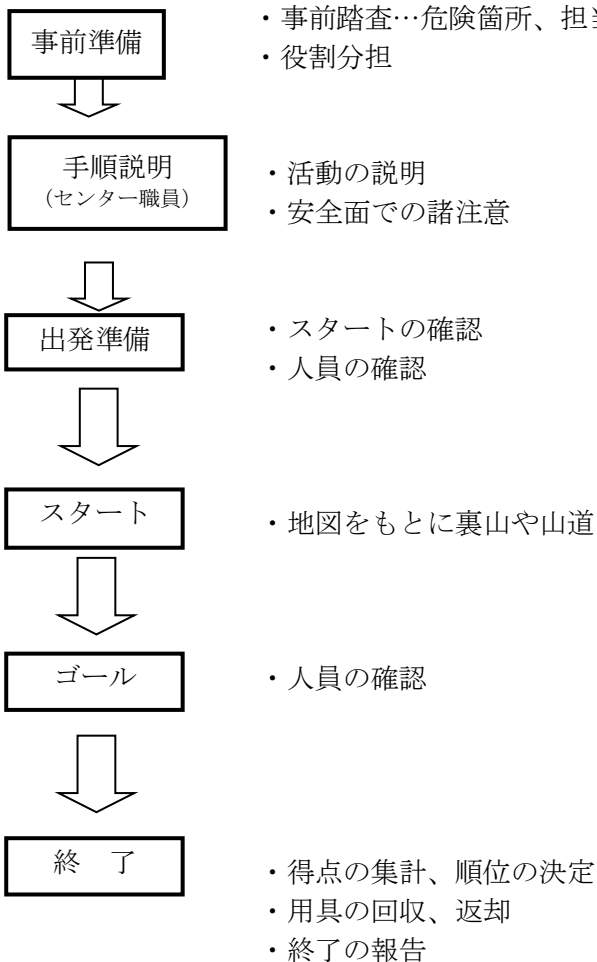 事前準備
・事前踏査…危険箇所、担
・役割分担
手順説明
（センター職員）
・活動の説明
・安全面での諸注意
出発準備
・スタートの確認
・人員の確認
スタート
・地図をもとに裏山や山道
ゴール
・人員の確認
終　了
・得点の集計、順位の決定
・用具の回収、返却
・終了の報告